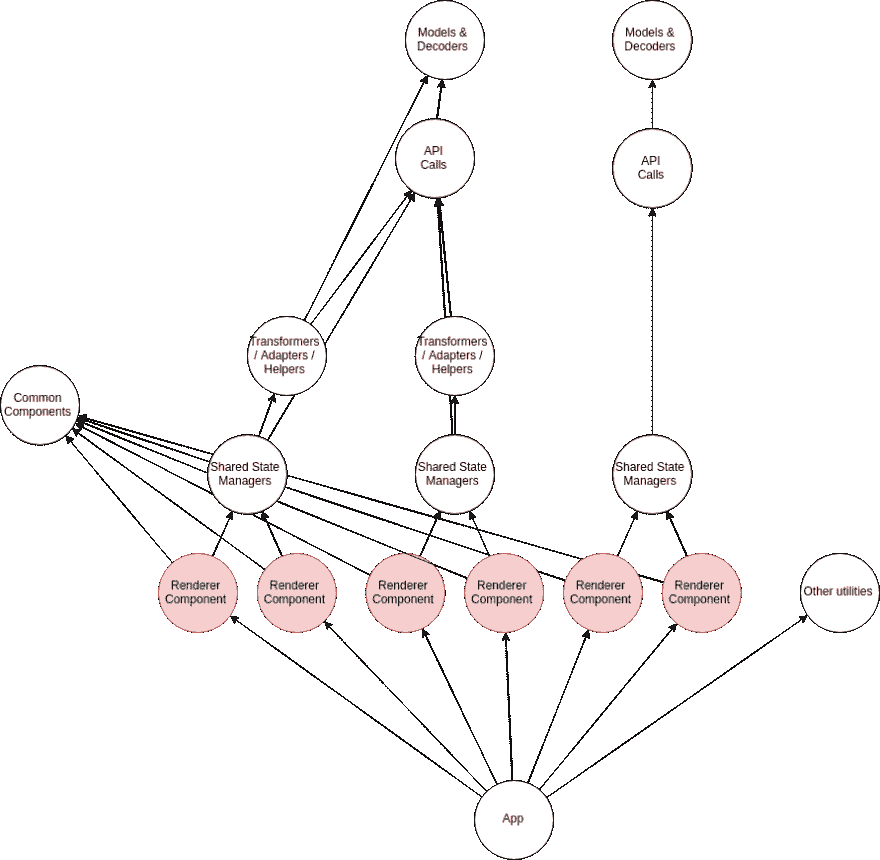 Models &
Decoders
Models &
Decoders
API
Calls
API
Calls
Transformers
/ Adapters /
Helpers
Transformers
/ Adapters /
Helpers
Common
Components
Shared State
Managers
Shared State
Managers
Shared State
Managers
Renderer
Component
Renderer
Component
Renderer
Component
Renderer
Component
Renderer
Component
Renderer
Component
Other utilities
App